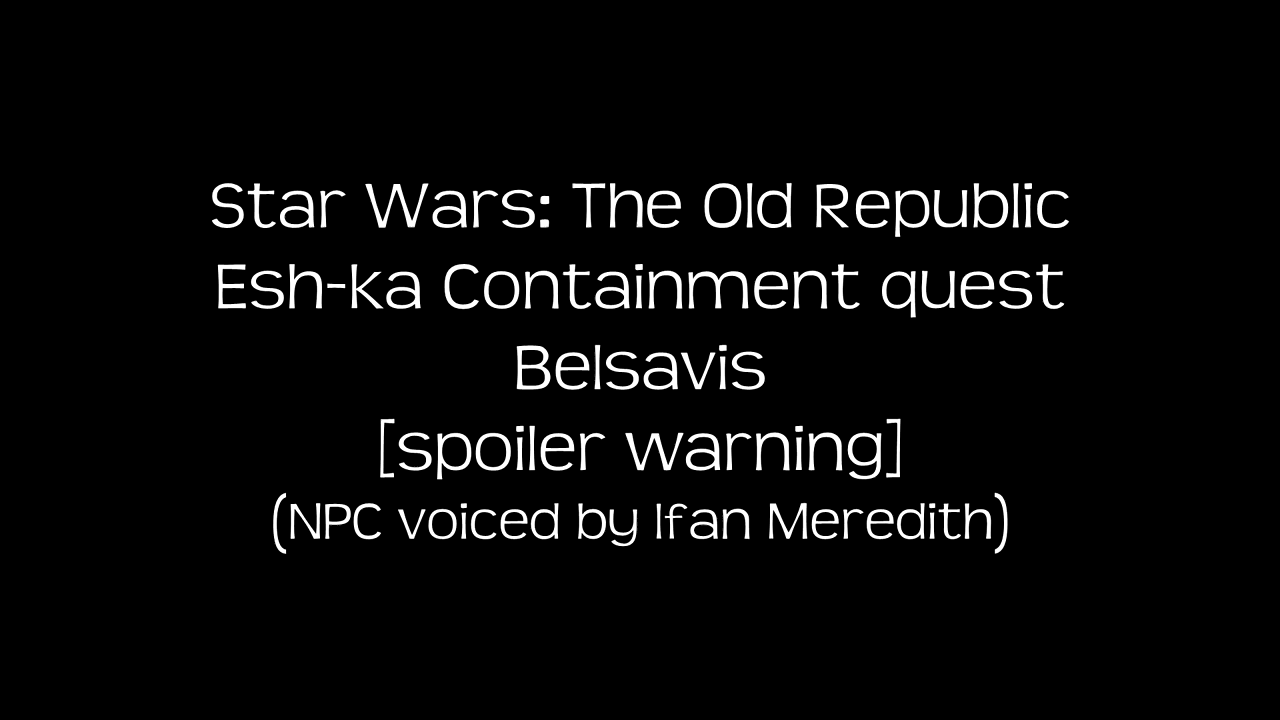 Star Wars: The Old Republic
Esh-ka Containment quest
Belsavis
[spoiler warning]
(NPC voiced by Ifan Meredith)